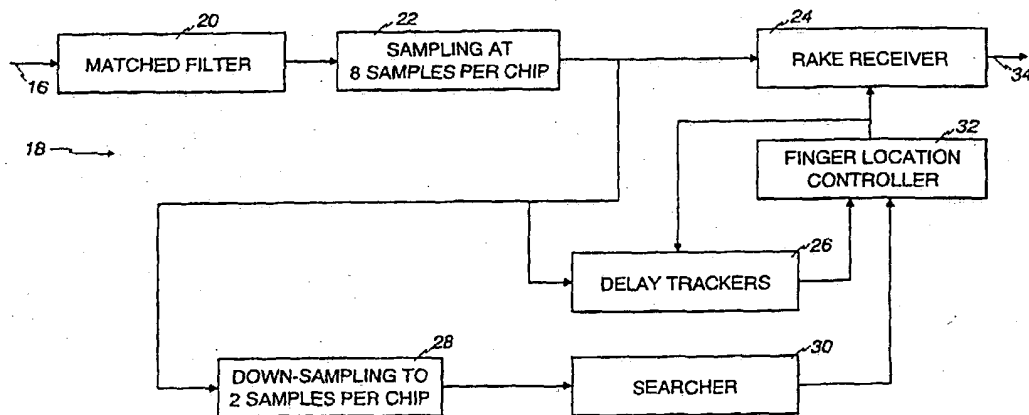 20
22
24
MATCHED FILTER
SAMPLING AT
8 SAMPLES PER CHIP
RAKE RECEIVER
16
34
18
32
FINGER LOCATION
CONTROLLER
26
DELAY TRACKERS
28
30
DOWN-SAMPLING TO
2 SAMPLES PER CHIP
SEARCHER